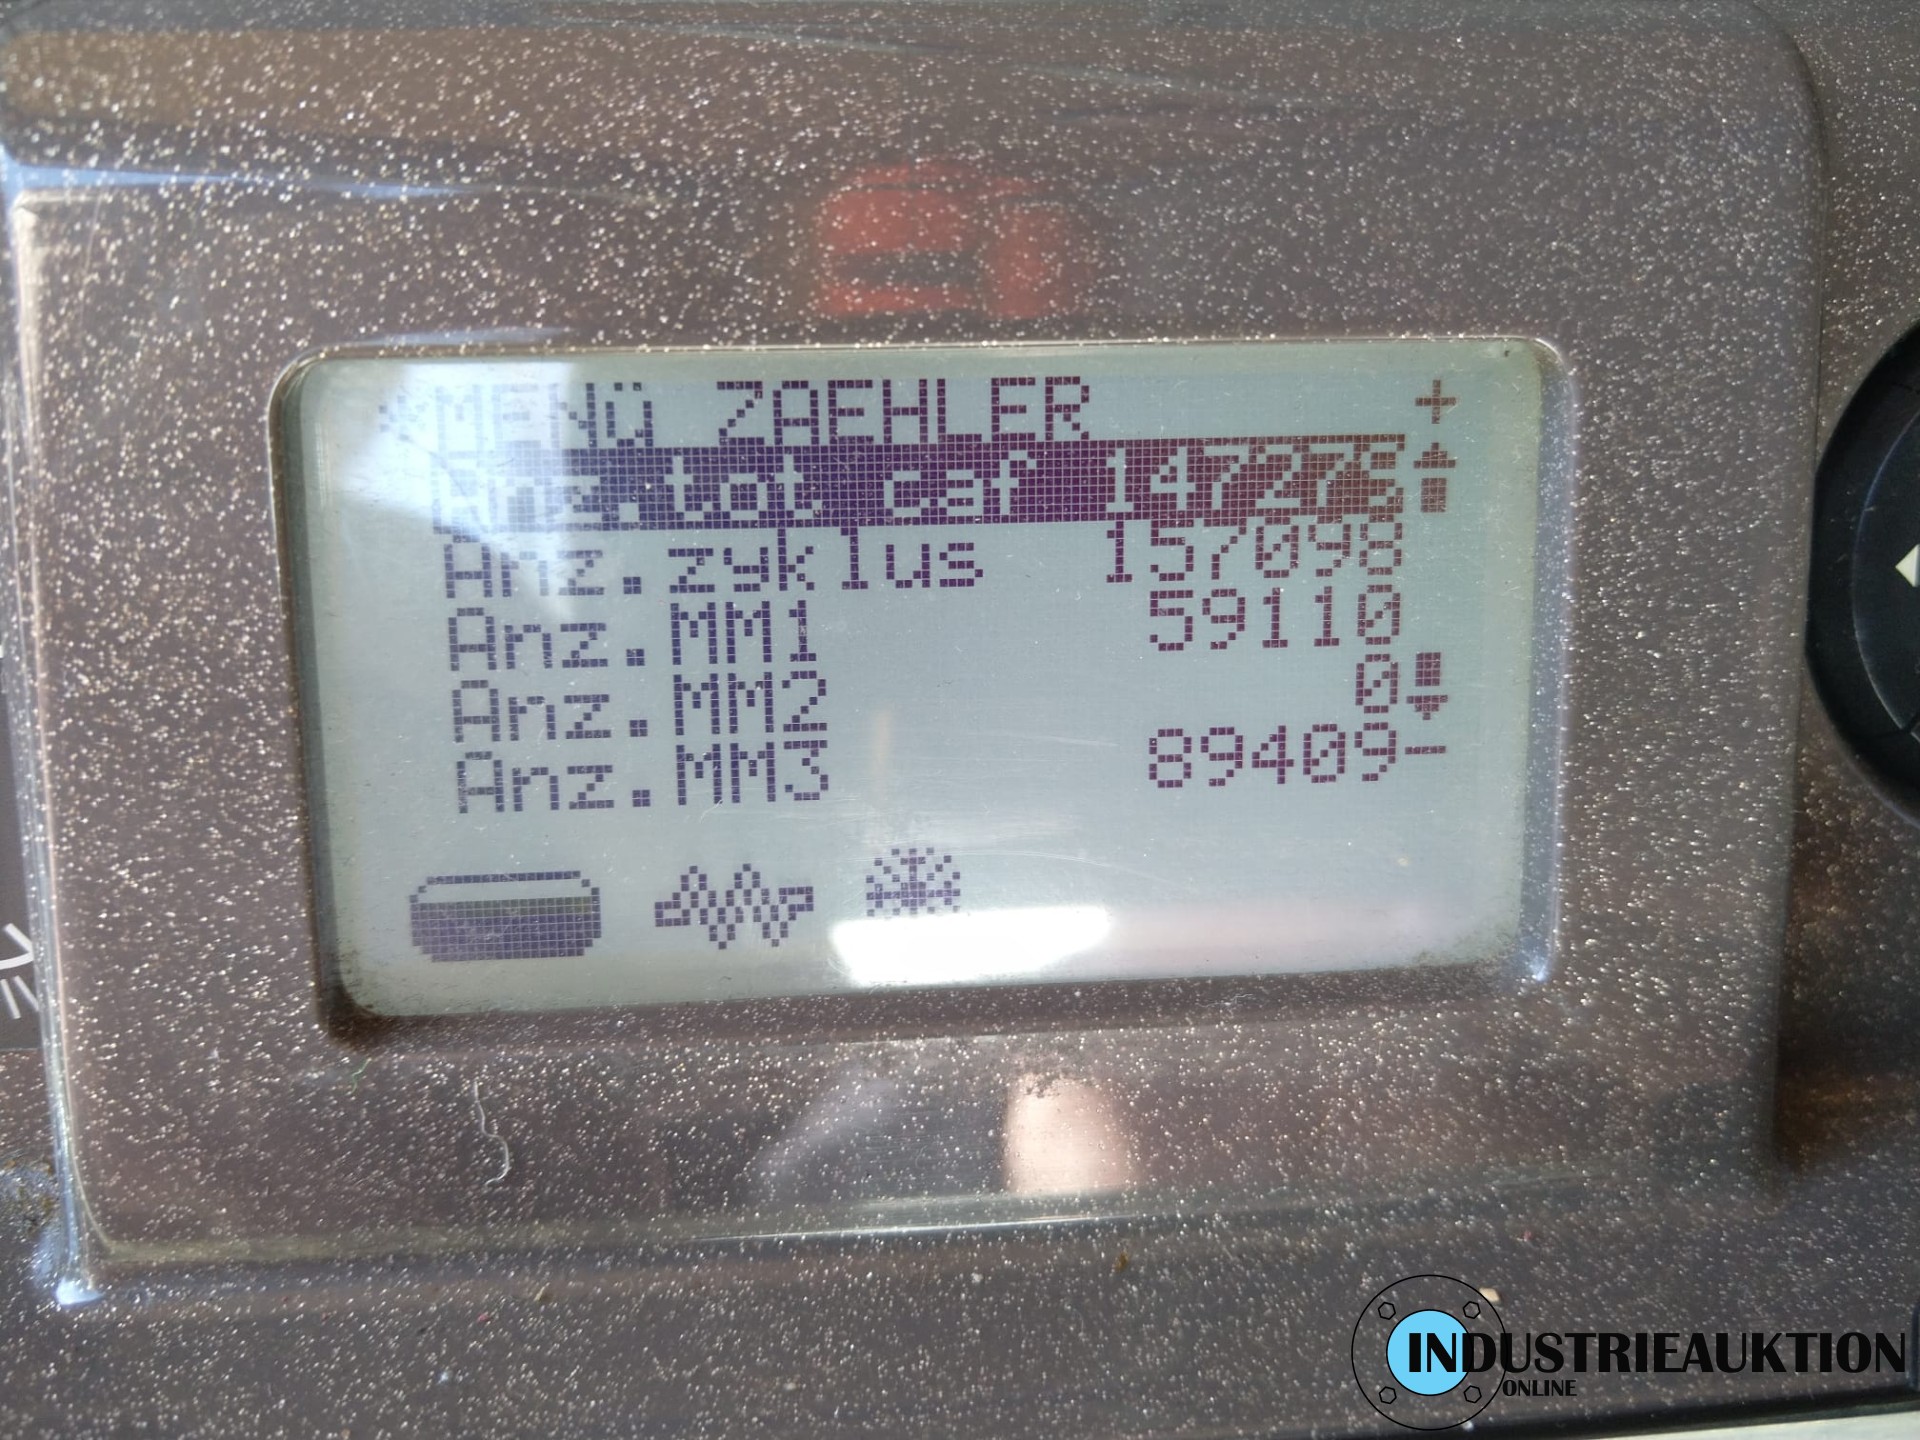 MENü ZAEHLER +
Anz.tot caf 147275
Anz.zyklus 157098
Anz.MM1 59110
Anz.MM2 0
Anz.MM3 89409-
INDUSTRIEAUKTION
ONLINE